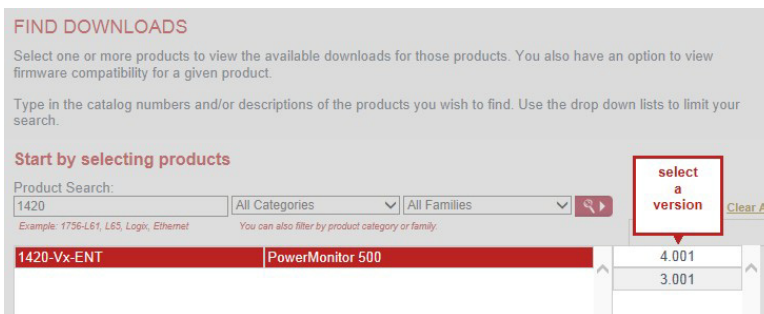 FIND DOWNLOADS
Select one or more products to view the available downloads for those products. You also have an option to view
firmware compatibility for a given product.
Type in the catalog numbers and/or descriptions of the products you wish to find. Use the drop down lists to limit your
search.
Start by selecting products
Product Search:
1420 All Categories All Families
Example: 1756-L61, L65, Logix, Ethernet You can also filter by product category or family.
select
a
version
Clear A
1420-Vx-ENT PowerMonitor 500 4.001
3.001